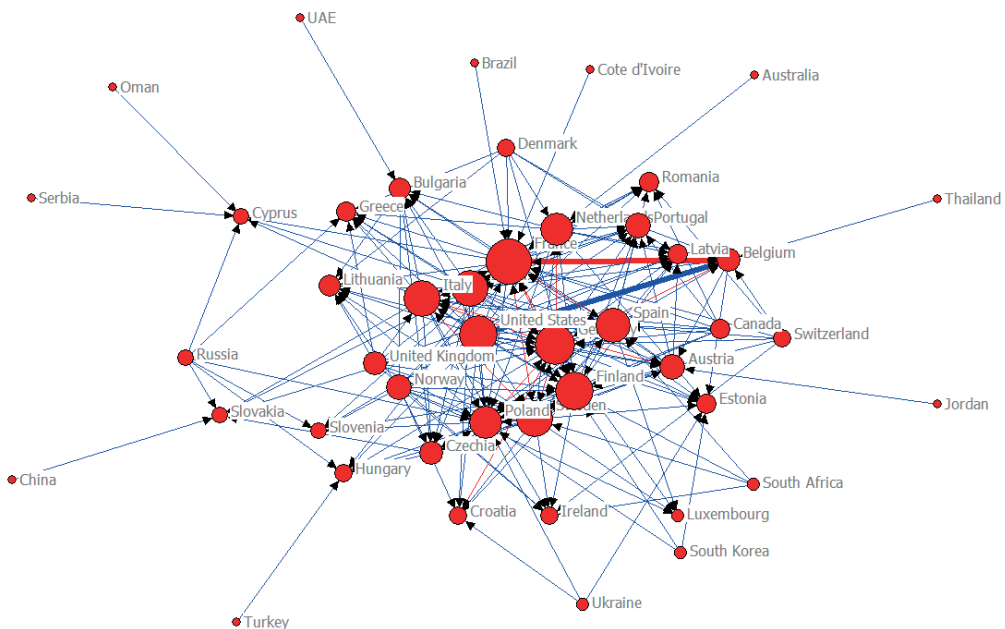 UAE
Brazil
Cote d'Ivoire
Australia
Oman
Denmark
Romania
Bulgaria
Serbia
Thailand
Greece
Cyprus
Netherlands
Portugal
France
Latvia
Belgium
Lithuania
Italy
Spain
United States
Canada
Switzerland
Russia
United Kingdom
Austria
Norway
Finland
Estonia
Jordan
Slovakia
Poland
Slovenia
Czechia
Hungary
China
South Africa
Croatia
Ireland
Luxembourg
South Korea
Ukraine
Turkey